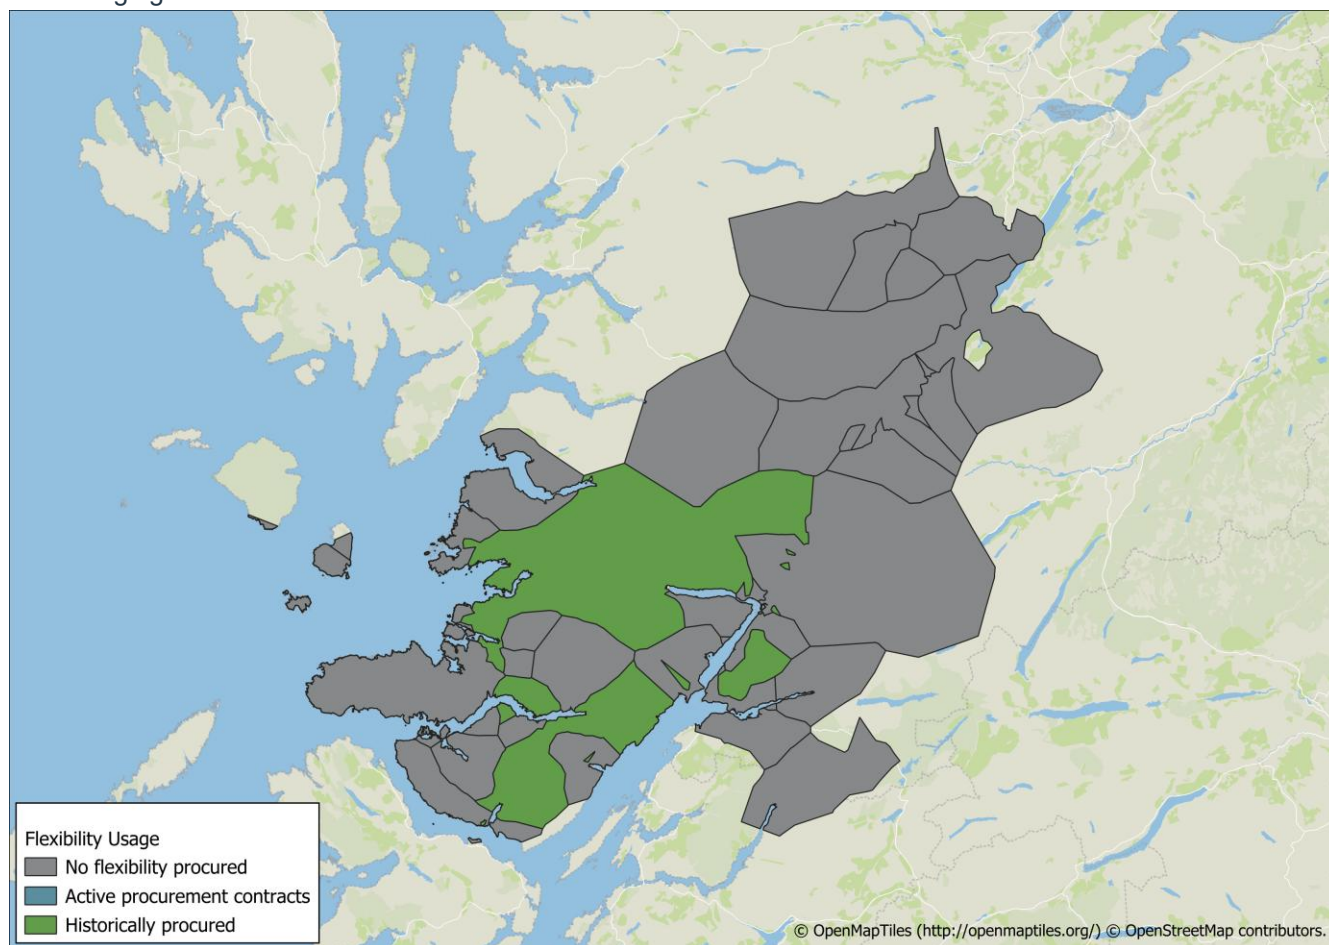 Flexibility Usage
No flexibility procured
Active procurement contracts
Historically procured
© OpenMapTiles (http://openmaptiles.org/) © OpenStreetMap contributors.